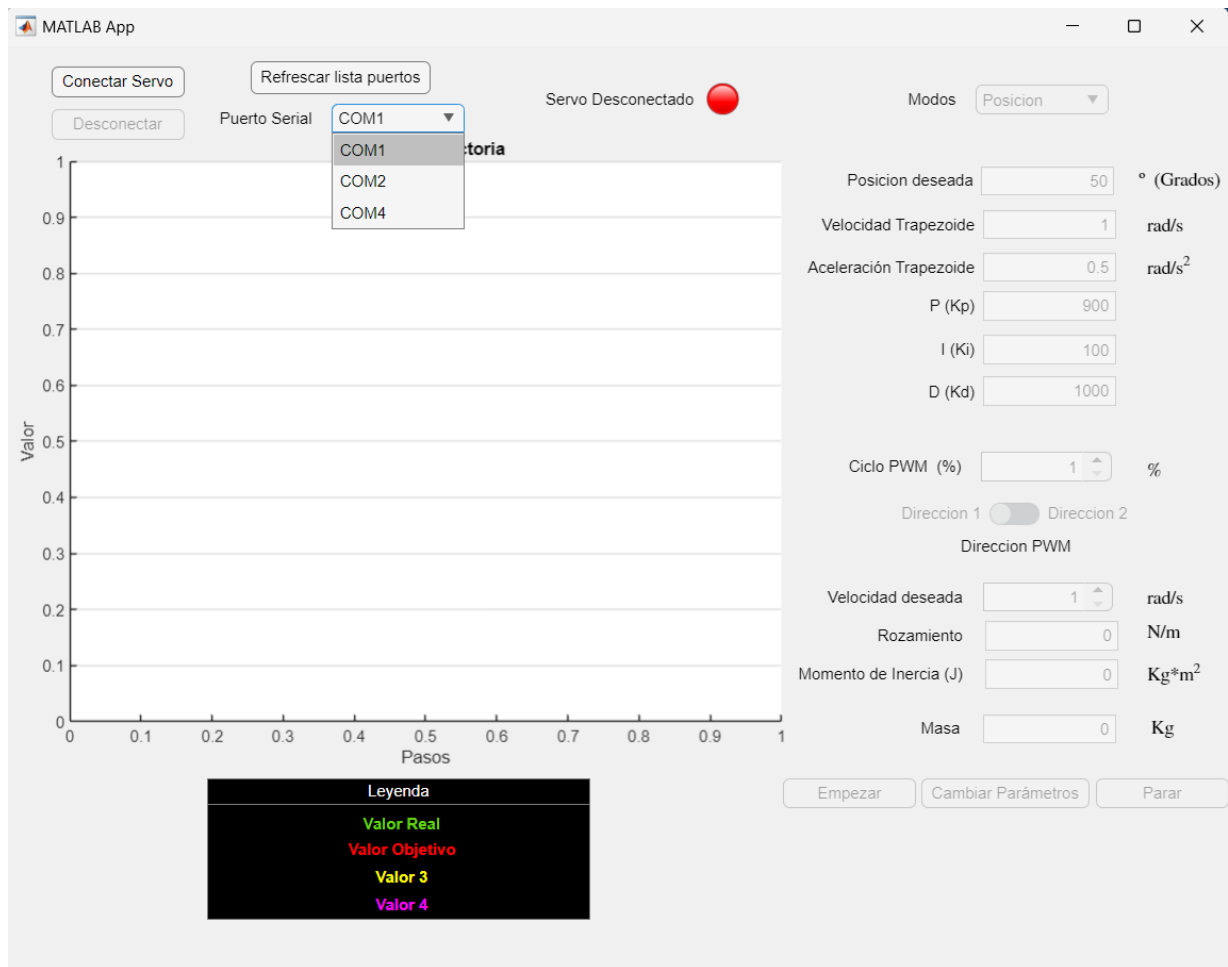 MATLAB App
Conectar Servo
Refrescar lista puertos
Desconectar
Puerto Serial COM1
COM1
COM2
COM4
Servo Desconectado
Modos Posicion
toria
1
0.9
0.8
0.7
0.6
0.5
0.4
0.3
0.2
0.1
0
Valor
0 0.1 0.2 0.3 0.4 0.5 0.6 0.7 0.8 0.9 1
Pasos
Leyenda
Valor Real
Valor Objetivo
Valor 3
Valor 4
Posicion deseada 50 º (Grados)
Velocidad Trapezoide 1 rad/s
Aceleración Trapezoide 0.5 rad/s²
P (Kp) 900
I (Ki) 100
D (Kd) 1000
Ciclo PWM (%) 1 %
Direccion 1 Direccion 2
Direccion PWM
Velocidad deseada 1 rad/s
Rozamiento 0 N/m
Momento de Inercia (J) 0 Kg*m²
Masa 0 Kg
Empezar Cambiar Parámetros Parar